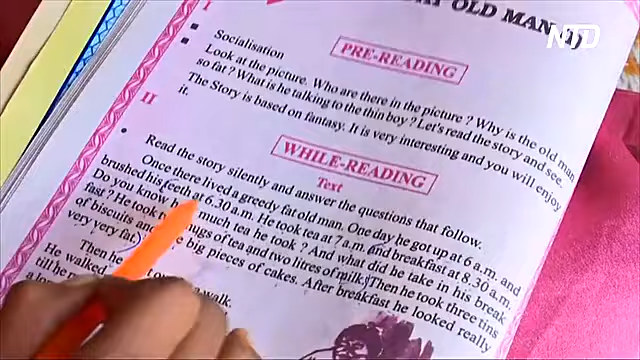 OLD MAN
NTD
I
PRE-READING
Socialisation
Look at the picture. Who are there in the picture ? Why is the old man
so fat ? What is he talking to the thin boy ? Let's read the story and see.
The Story is based on fantasy. It is very interesting and you will enjoy
it.
II
WHILE-READING
Text
Read the story silently and answer the questions that follow.
Once there lived a greedy fat old man. One day he got up at 6 a.m. and
brushed his teeth at 6.30 a.m. He took tea at 7 a.m. and breakfast at 8.30 a.m.
Do you know much tea he took ? And what did he take in his break
fast ? He took mugs of tea and two litres of milk. Then he took three tins
of biscuits and big pieces of cakes. After breakfast he looked really
very very fat.
Then he walk.
He walked
till he
a